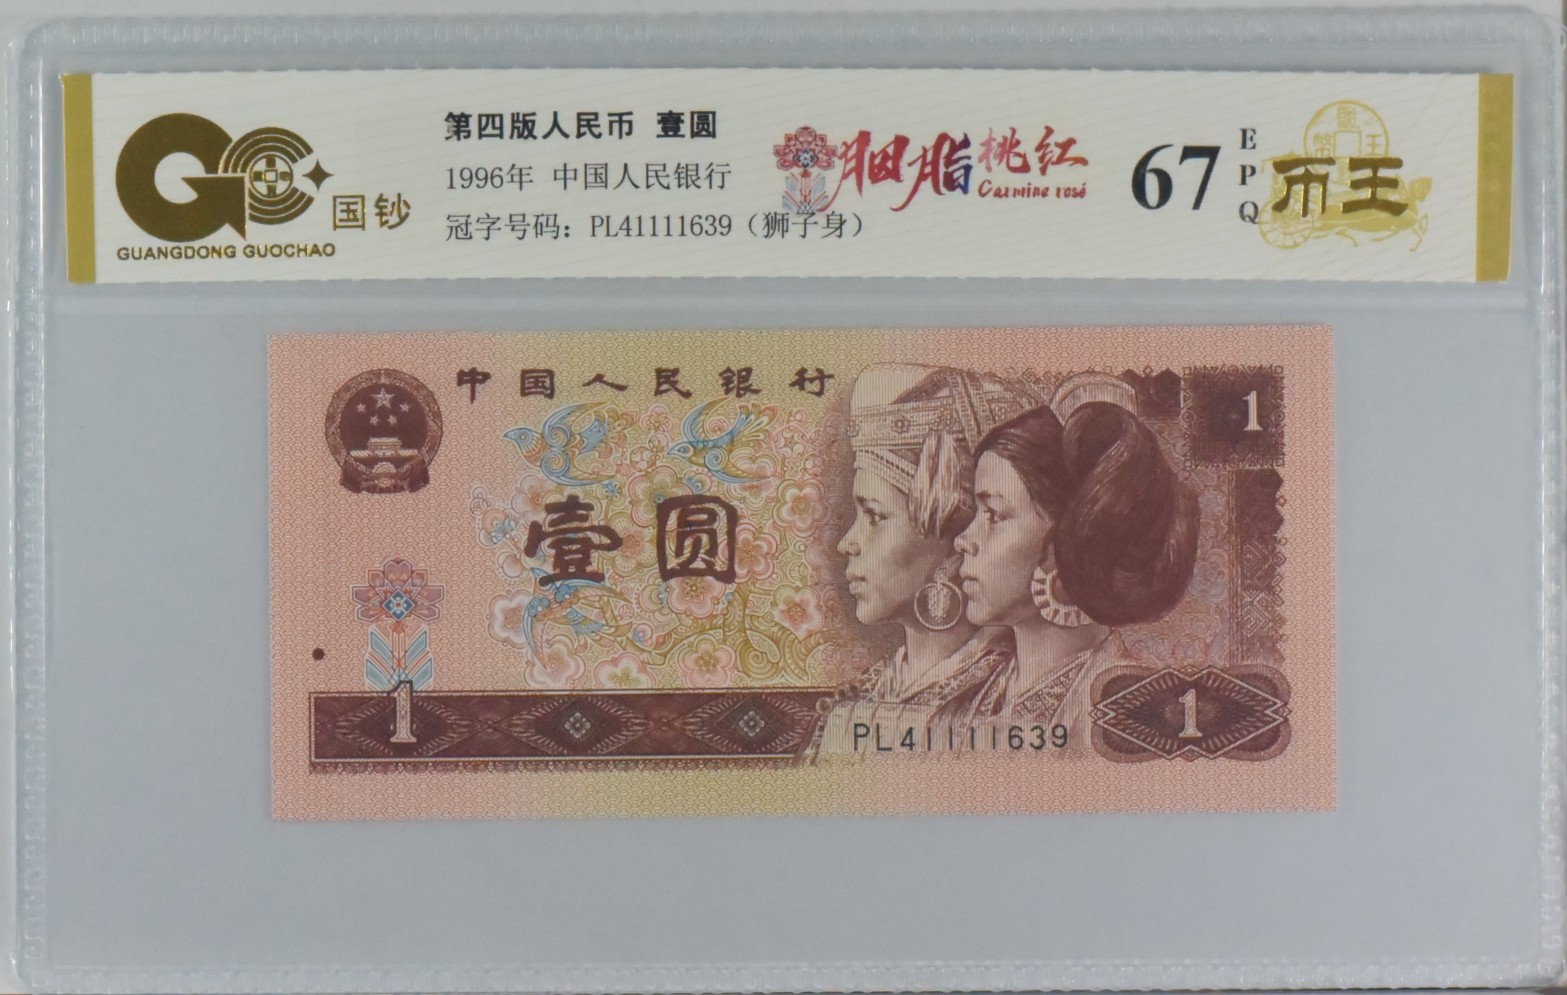 国钞
GUANGDONG GUOCHAO
第四版人民币 壹圆
1996年 中国人民银行
冠字号码：PL41111639（狮子身）
胭脂桃红
Carmine rosé
67
EPQ
币王
中国人民银行
1
壹圆
1
PL41111639
1